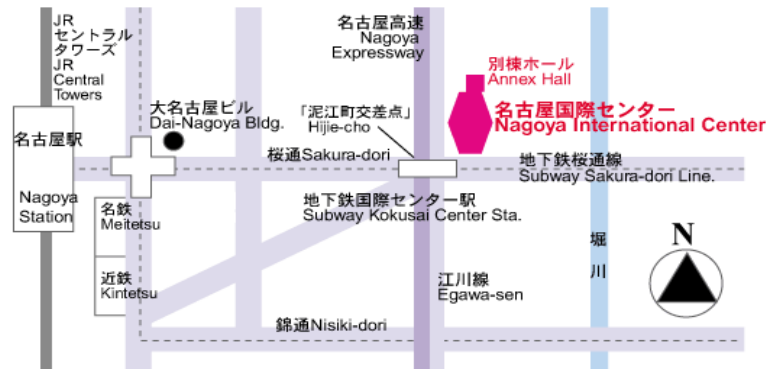 JR
セントラル
タワーズ
JR
Central
Towers
名古屋駅
Nagoya
Station
大名古屋ビル
Dai-Nagoya Bldg.
名古屋高速
Nagoya
Expressway
「泥江町交差点」
Hijie-cho
別棟ホール
Annex Hall
名古屋国際センター
Nagoya International Center
桜通Sakura-dori
地下鉄桜通線
Subway Sakura-dori Line.
地下鉄国際センター駅
Subway Kokusai Center Sta.
名鉄
Meitetsu
近鉄
Kintetsu
堀
川
江川線
Egawa-sen
錦通Nisiki-dori
N